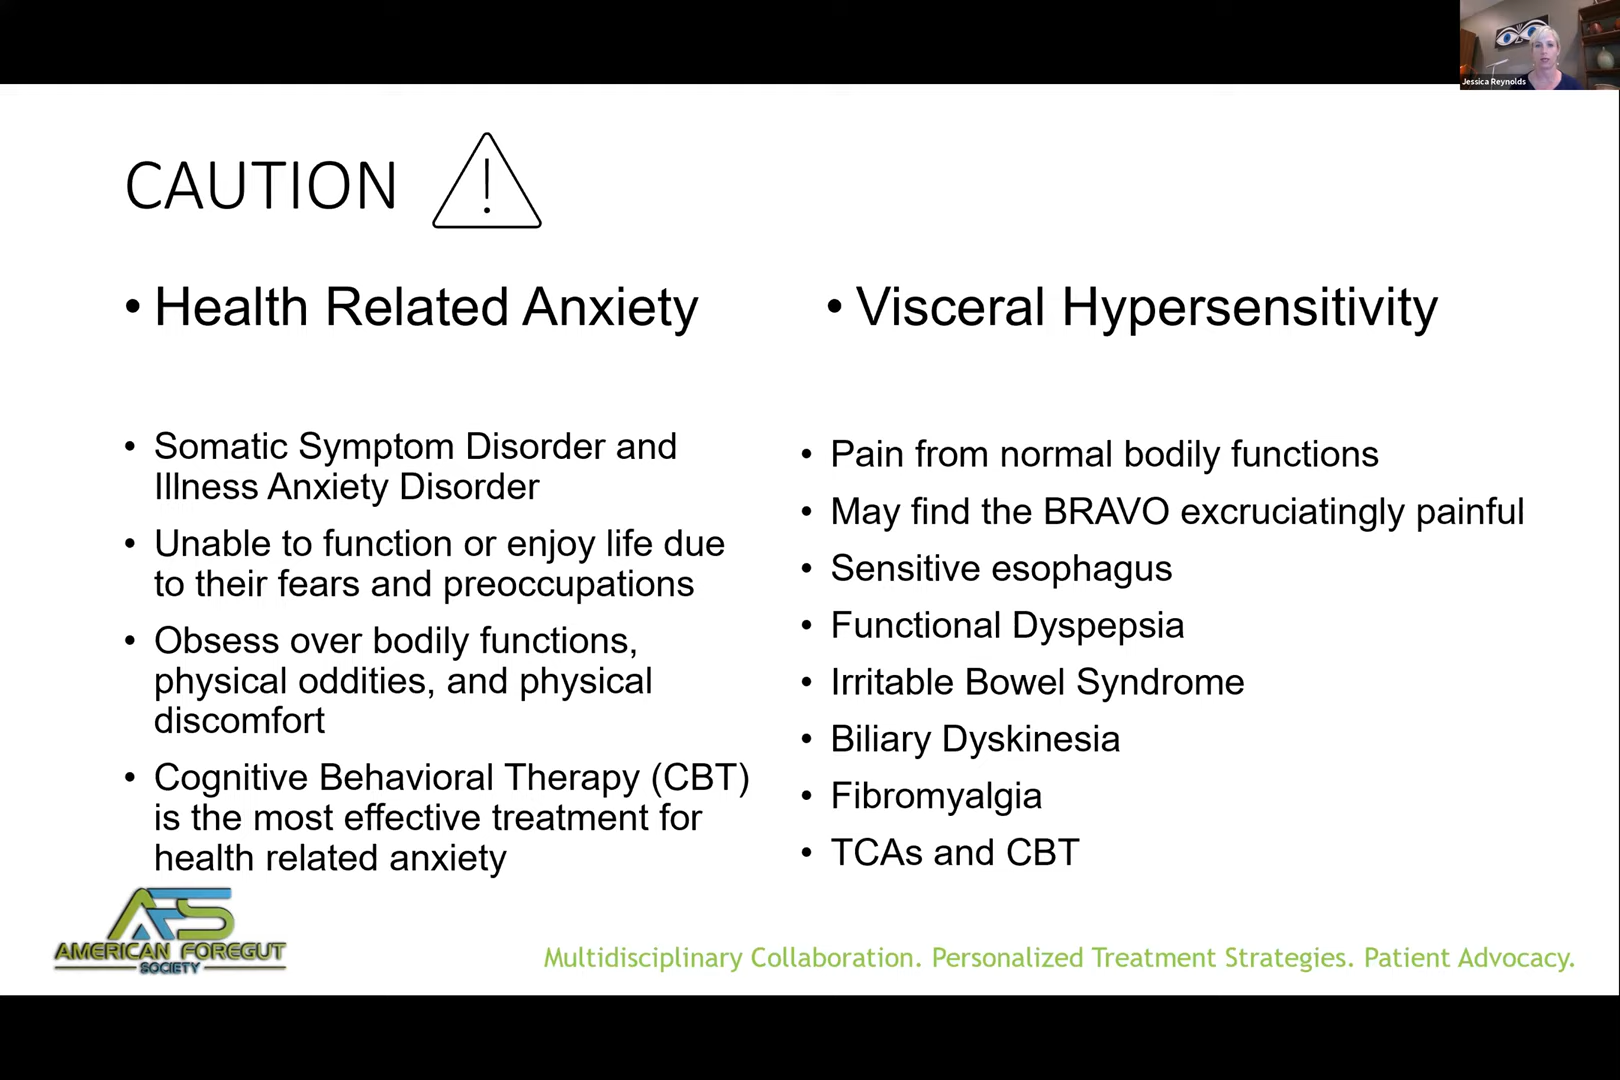 Jessica Reynolds
CAUTION
• Health Related Anxiety
• Somatic Symptom Disorder and
Illness Anxiety Disorder
• Unable to function or enjoy life due
to their fears and preoccupations
• Obsess over bodily functions,
physical oddities, and physical
discomfort
• Cognitive Behavioral Therapy (CBT)
is the most effective treatment for
health related anxiety
• Visceral Hypersensitivity
• Pain from normal bodily functions
• May find the BRAVO excruciatingly painful
• Sensitive esophagus
• Functional Dyspepsia
• Irritable Bowel Syndrome
• Biliary Dyskinesia
• Fibromyalgia
• TCAs and CBT
AFS
AMERICAN FOREGUT
SOCIETY
Multidisciplinary Collaboration. Personalized Treatment Strategies. Patient Advocacy.